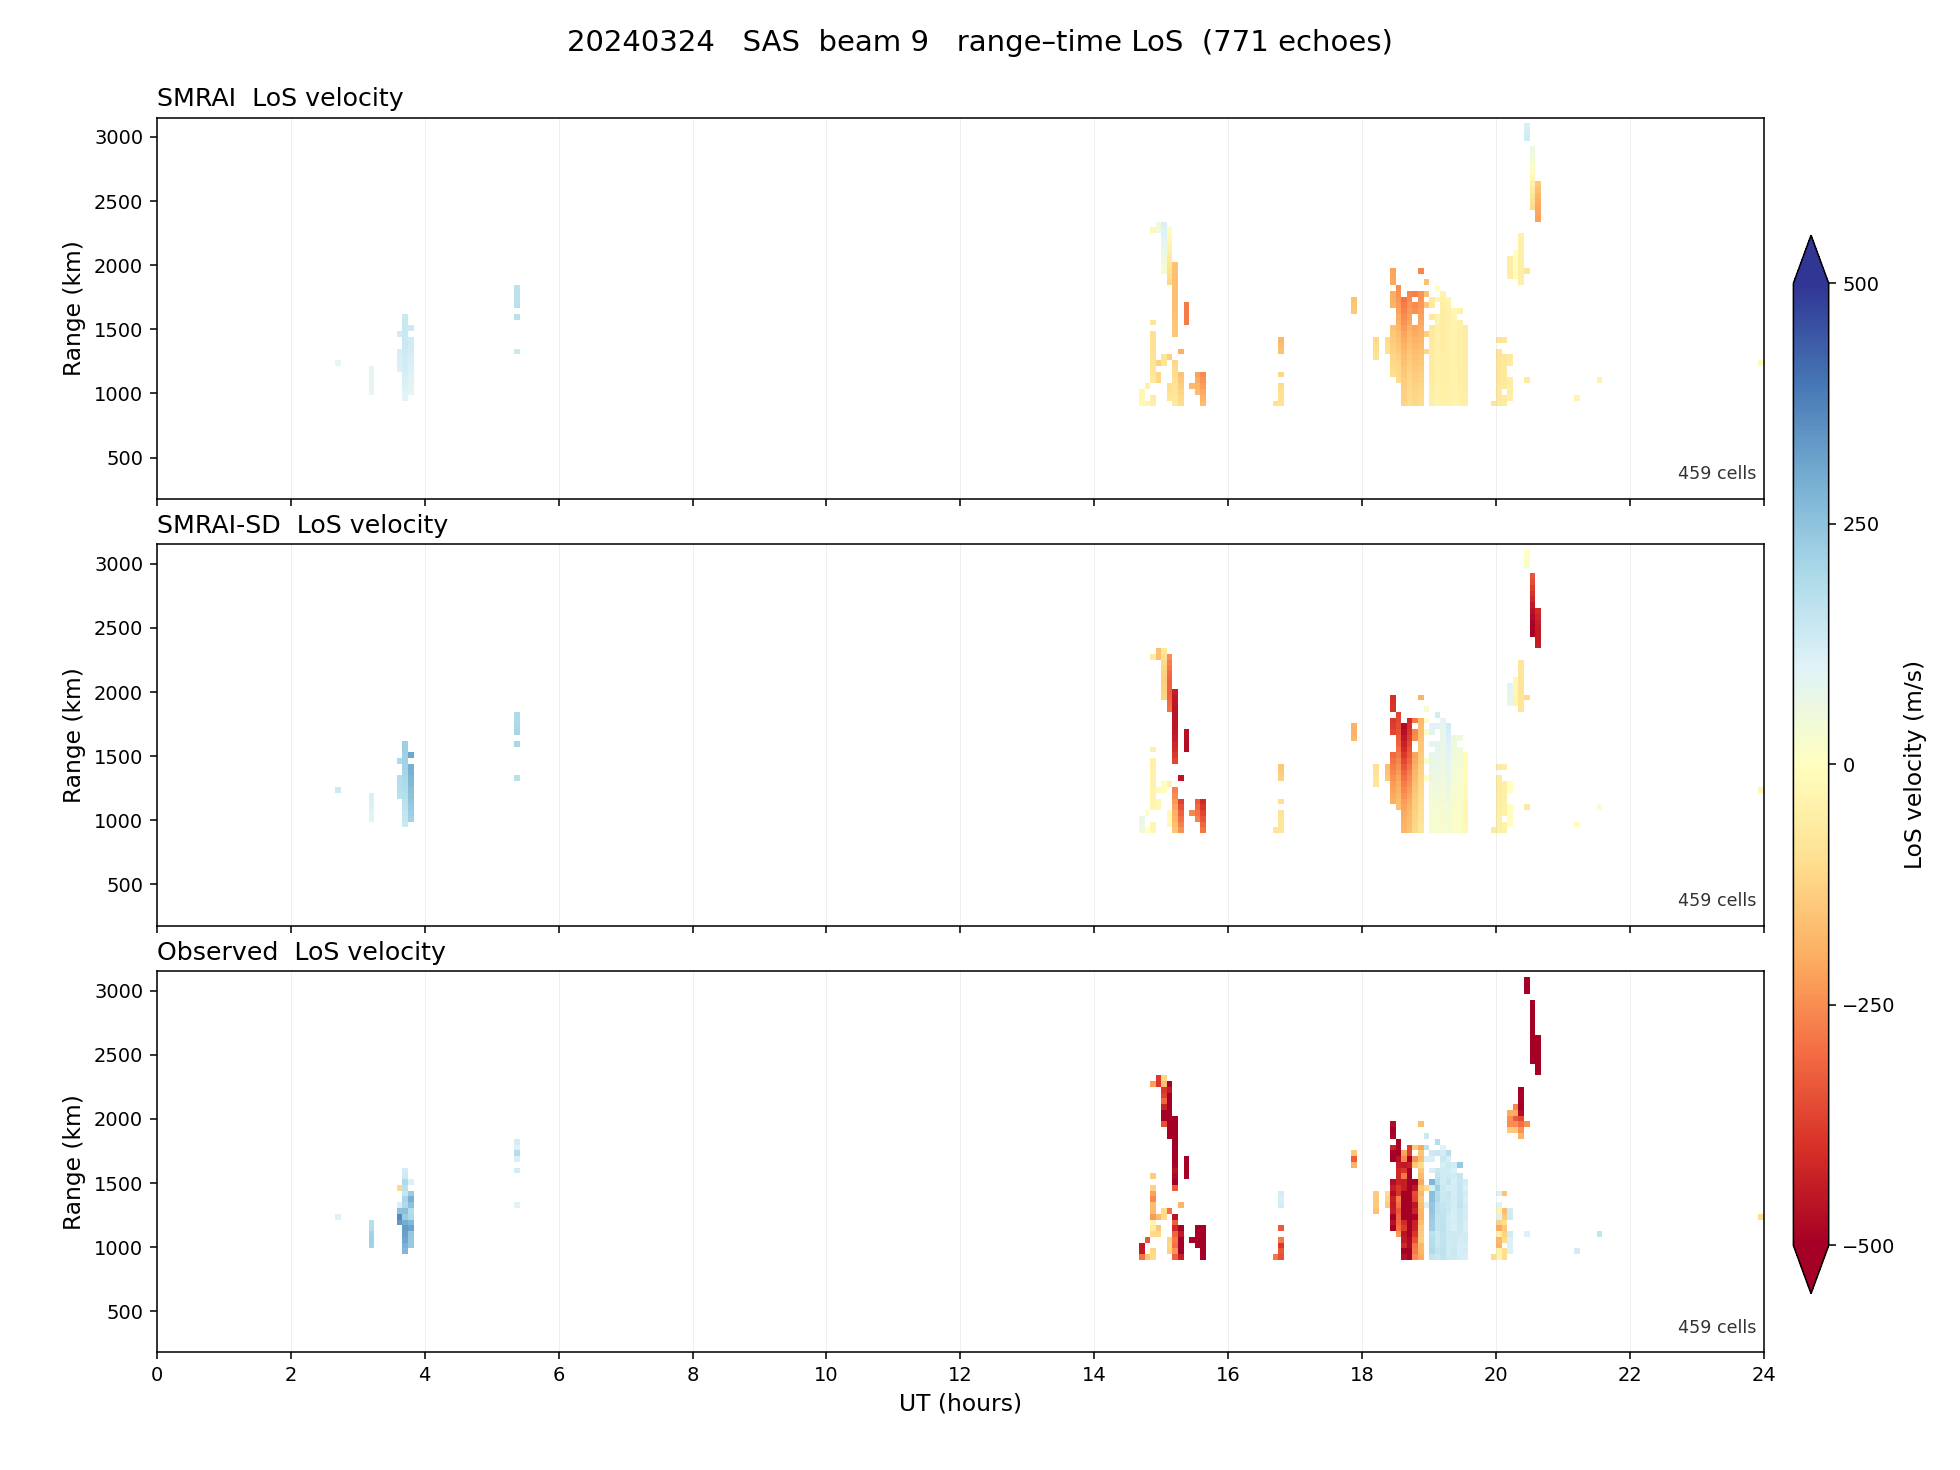 20240324   SAS  beam 9   range–time LoS  (771 echoes)
SMRAI  LoS velocity
3000
2500
2000
1500
1000
500
Range (km)
459 cells
SMRAI-SD  LoS velocity
3000
2500
2000
1500
1000
500
Range (km)
459 cells
Observed  LoS velocity
3000
2500
2000
1500
1000
500
Range (km)
459 cells
0 2 4 6 8 10 12 14 16 18 20 22 24
UT (hours)
500
250
0
−250
−500
LoS velocity (m/s)